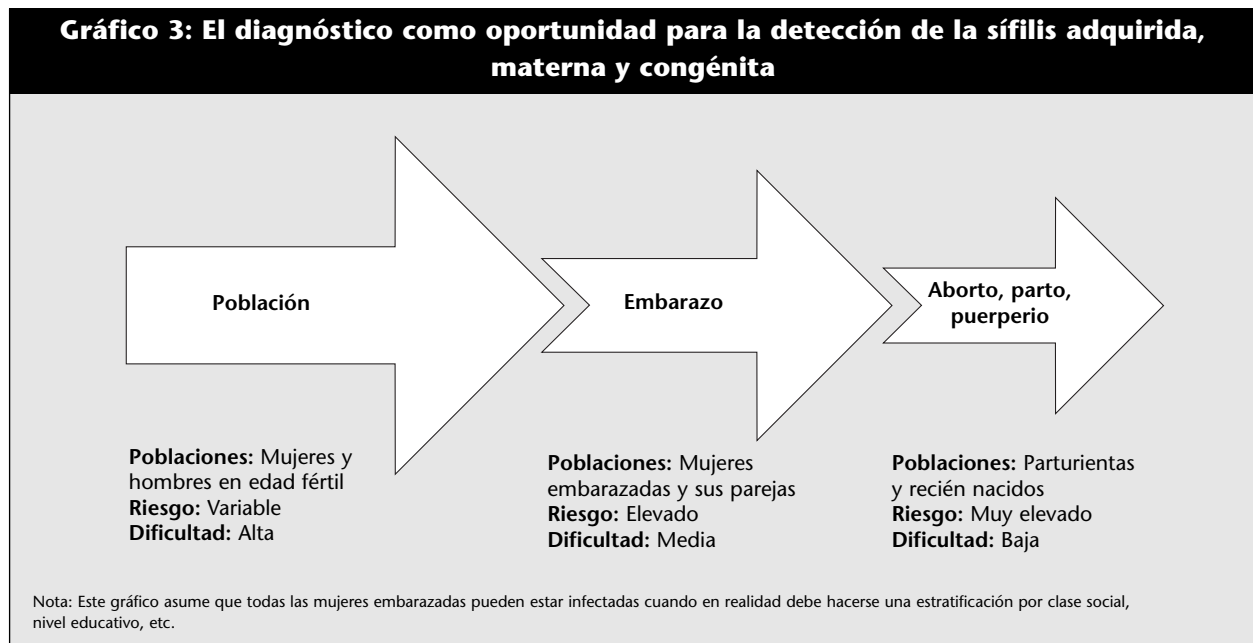 Gráfico 3: El diagnóstico como oportunidad para la detección de la sífilis adquirida,
materna y congénita
Población
Embarazo
Aborto, parto,
puerperio
Poblaciones: Mujeres y
hombres en edad fértil
Riesgo: Variable
Dificultad: Alta
Poblaciones: Mujeres
embarazadas y sus parejas
Riesgo: Elevado
Dificultad: Media
Poblaciones: Parturientas
y recién nacidos
Riesgo: Muy elevado
Dificultad: Baja
Nota: Este gráfico asume que todas las mujeres embarazadas pueden estar infectadas cuando en realidad debe hacerse una estratificación por clase social,
nivel educativo, etc.